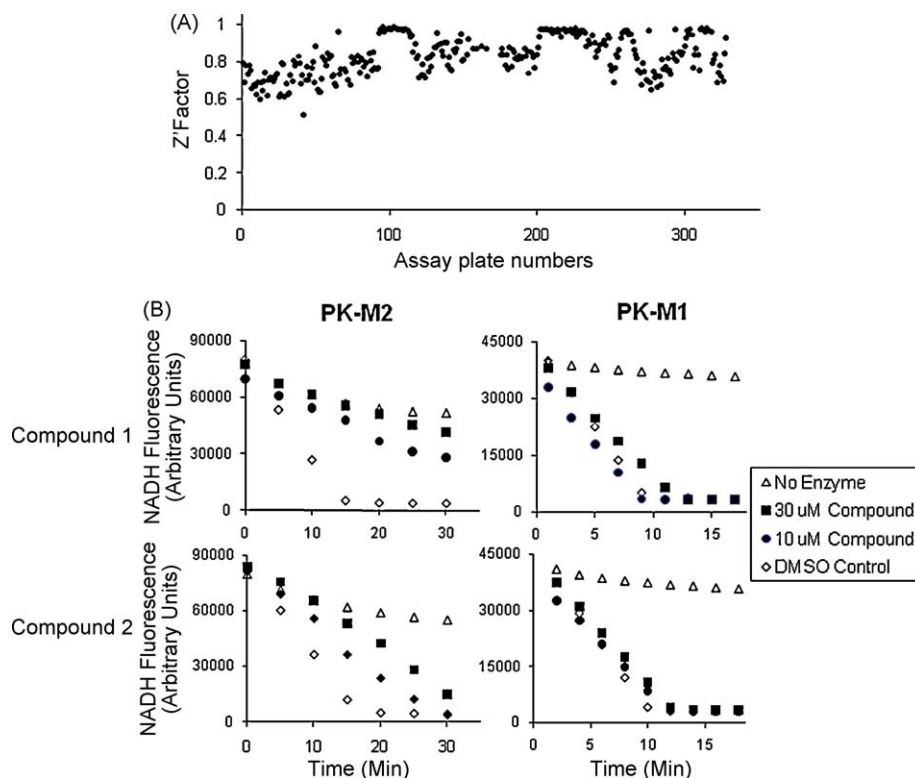 (A)
Z'Factor
1
0.8
0.6
0.4
0.2
0
0 100 200 300
Assay plate numbers
(B)
PK-M2
PK-M1
Compound 1
NADH Fluorescence
(Arbitrary Units)
90000
60000
30000
0
0 10 20 30
45000
30000
15000
0
0 5 10 15
△ No Enzyme
■ 30 uM Compound
● 10 uM Compound
◇ DMSO Control
Compound 2
NADH Fluorescence
(Arbitrary Units)
90000
60000
30000
0
0 10 20 30
Time (Min)
45000
30000
15000
0
0 5 10 15
Time (Min)